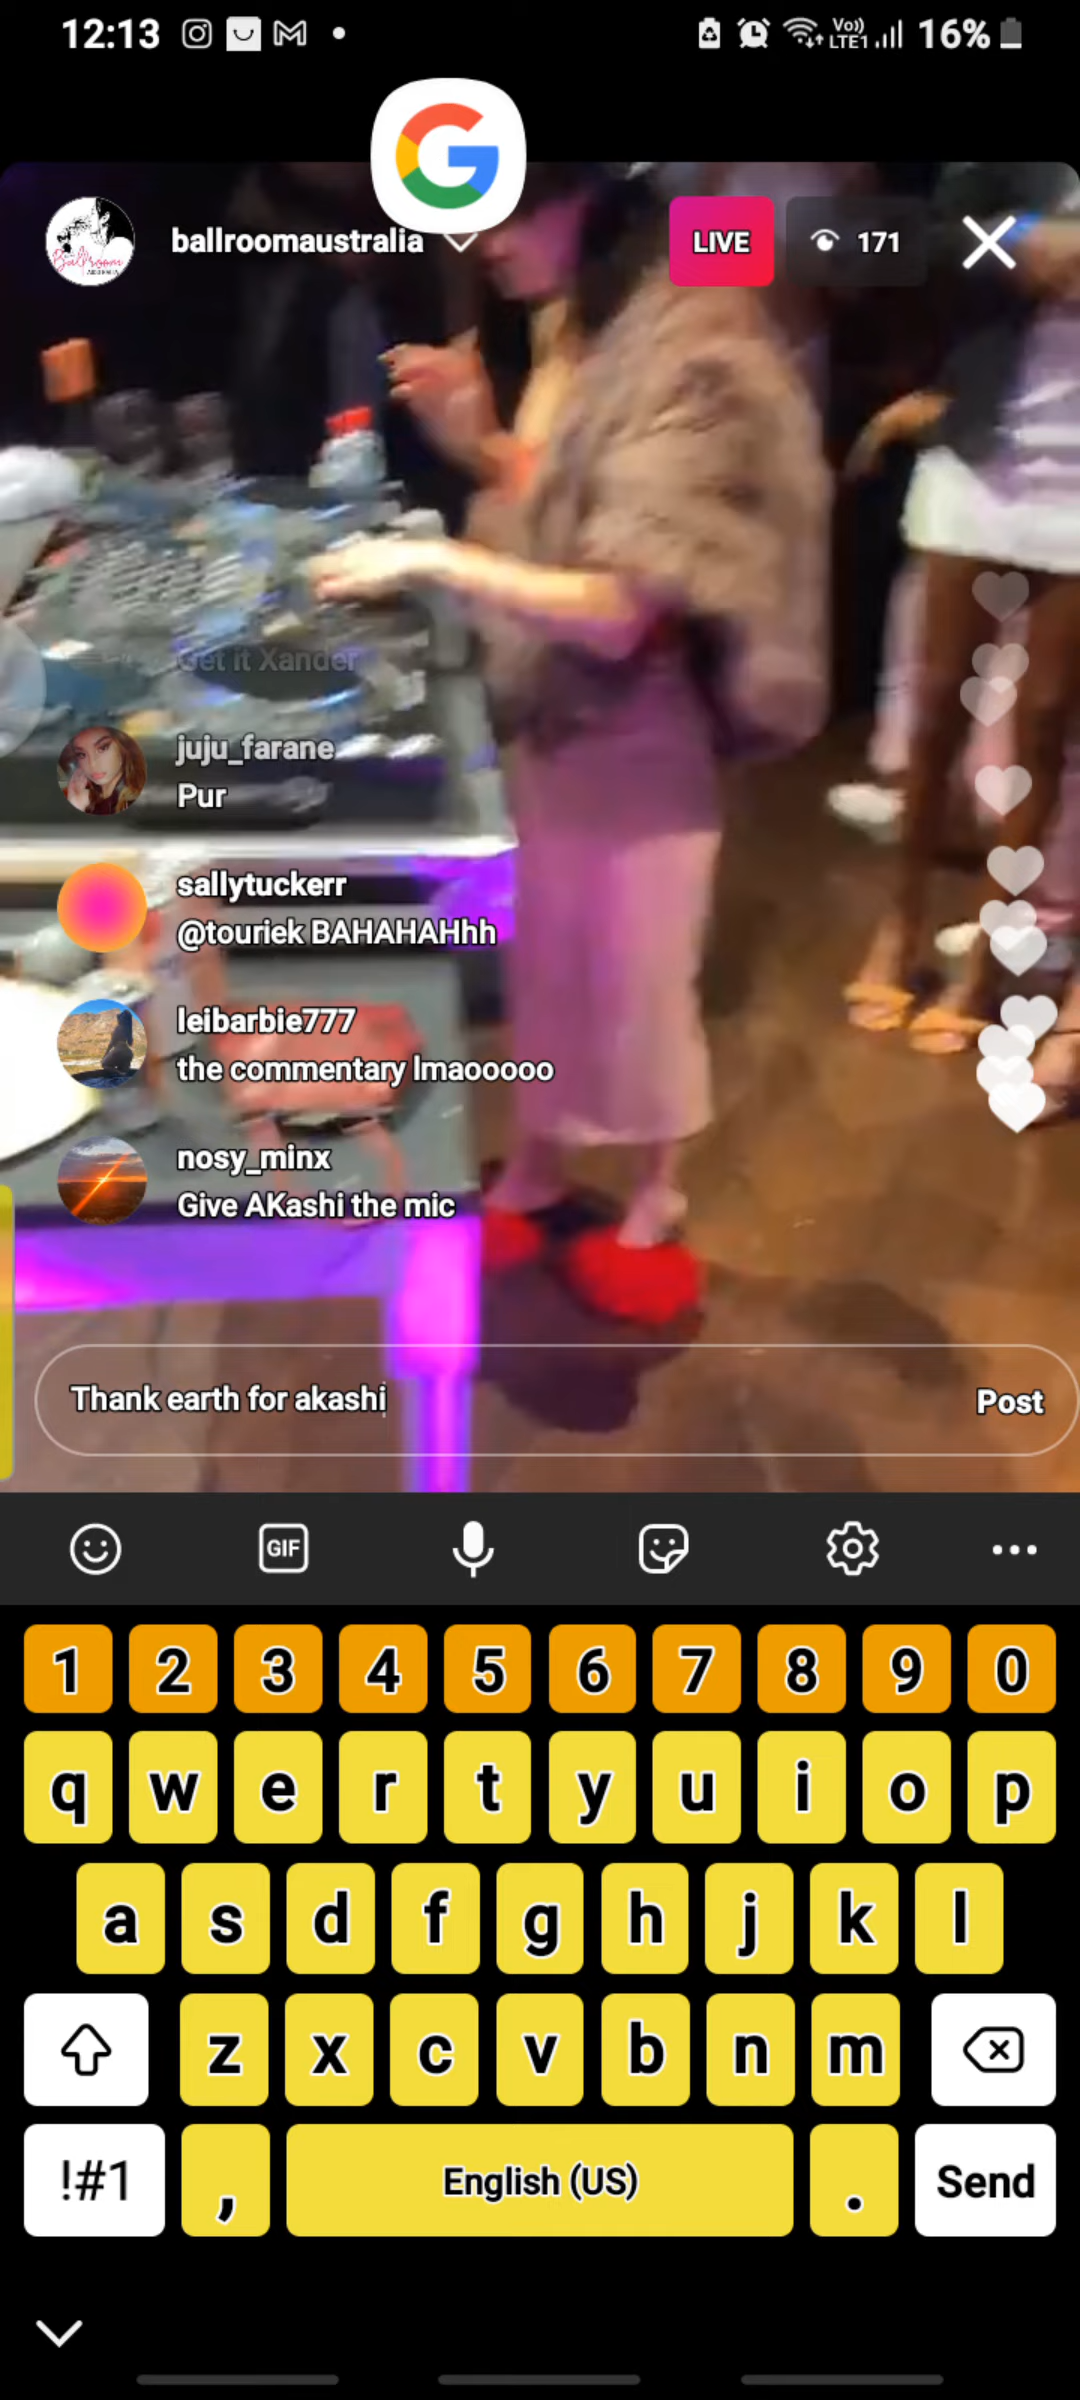 12:13
Vo))
LTE1
16%
ballroomaustralia
LIVE
171
Get it Xander
juju_farane
Pur
sallytuckerr
@touriek BAHAHAHhh
leibarbie777
the commentary lmaooooo
nosy_minx
Give AKashi the mic
Thank earth for akashi
Post
GIF
1 2 3 4 5 6 7 8 9 0
q w e r t y u i o p
a s d f g h j k l
z x c v b n m
!#1 , English (US) . Send